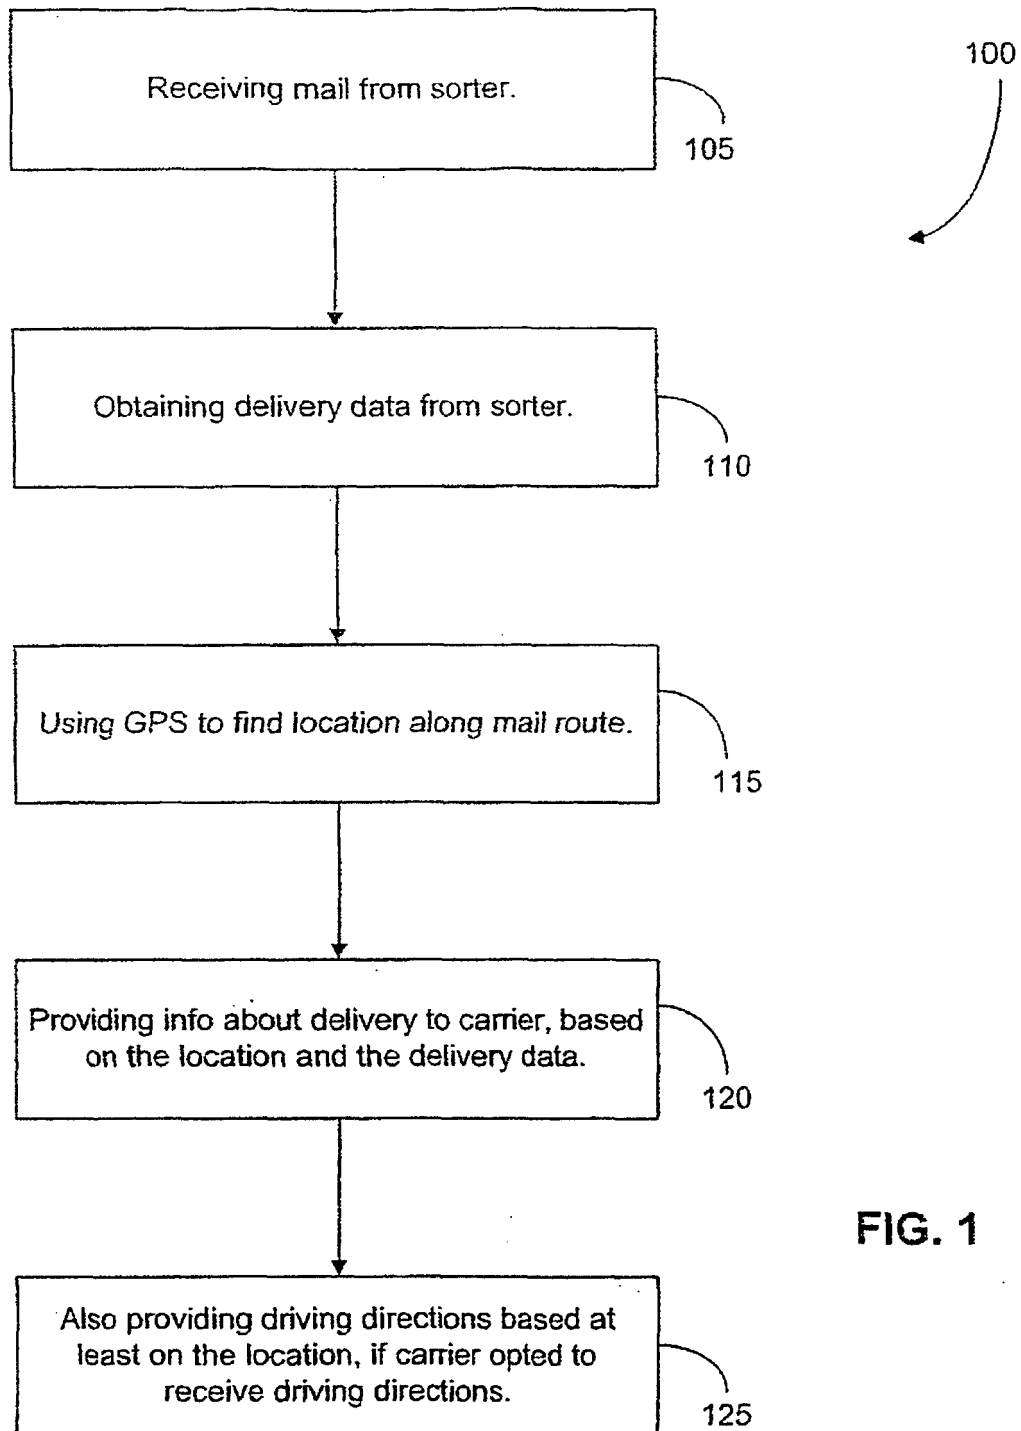 Receiving mail from sorter.
105
100
Obtaining delivery data from sorter.
110
Using GPS to find location along mail route.
115
Providing info about delivery to carrier, based
on the location and the delivery data.
120
FIG. 1
Also providing driving directions based at
least on the location, if carrier opted to
receive driving directions.
125